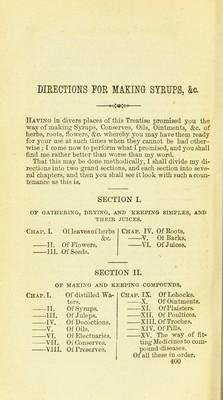 DIRECTIONS FOR MAKING SYRUPS, &c.
HAVING in divers places of this Treatise promised you the
way of making Syrups, Conserves, Oils, Ointments, &c. of
herbs, roots, flowers, &c. whereby you may have them ready
for your use at such times when they cannot be had other-
wise; I come now to perform what I promised, and you shall
find me rather better than worse than my word.
That this may be done methodically, I shall divide my di-
rections into two grand sections, and each section into seve-
ral chapters, and then you shall see it look with such a coun-
tenance as this is.
SECTION I.
OF GATHERING, DRYING, AND KEEPING SIMPLES, AND
THEIR JUICES,
CHAP. I. Of leaves of herbs
&c.
——II. Of Flowers,
——III. Of Seeds.
CHAP. IV. Of Roots.
——V. Of Barks.
——VI. Of Juices.
SECTION II.
OF MAKING AND KEEPING COMPOUNDS,
CHAP. I. Of distilled Wa-
ters.
——II. Of Syrups.
——III. Of Juleps.
——IV. Of Decoctions.
——V. Of Oils.
——VI. Of Electuaries.
——VII. Of Conserves.
——VIII. Of Preserves.
CHAP. IX. Of Lohocks.
——X. Of Ointments.
——XI. Of Plaisters.
——XII. Of Poultices.
——XIII. Of Troches.
——XIV. Of Pills.
——XV. The way of fit-
ting Medicines to com-
pound diseases.
Of all these in order.
400